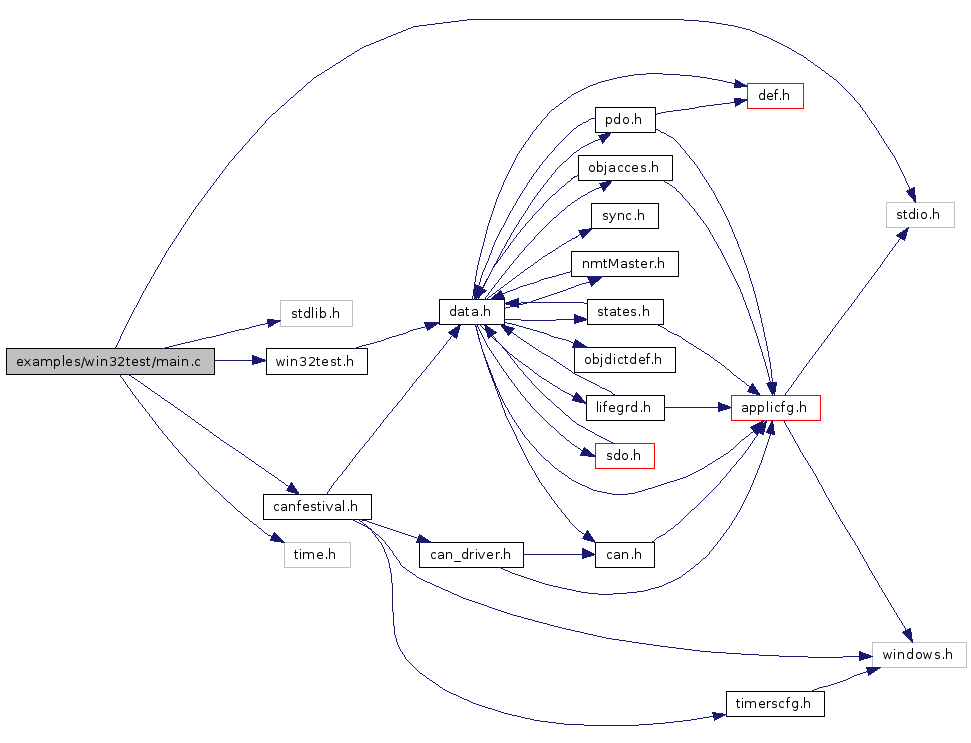 def.h
pdo.h
objacces.h
stdio.h
sync.h
nmtMaster.h
stdlib.h
data.h
states.h
examples/win32test/main.c
win32test.h
objdictdef.h
lifegrd.h
applicfg.h
sdo.h
canfestival.h
time.h
can_driver.h
can.h
windows.h
timerscfg.h